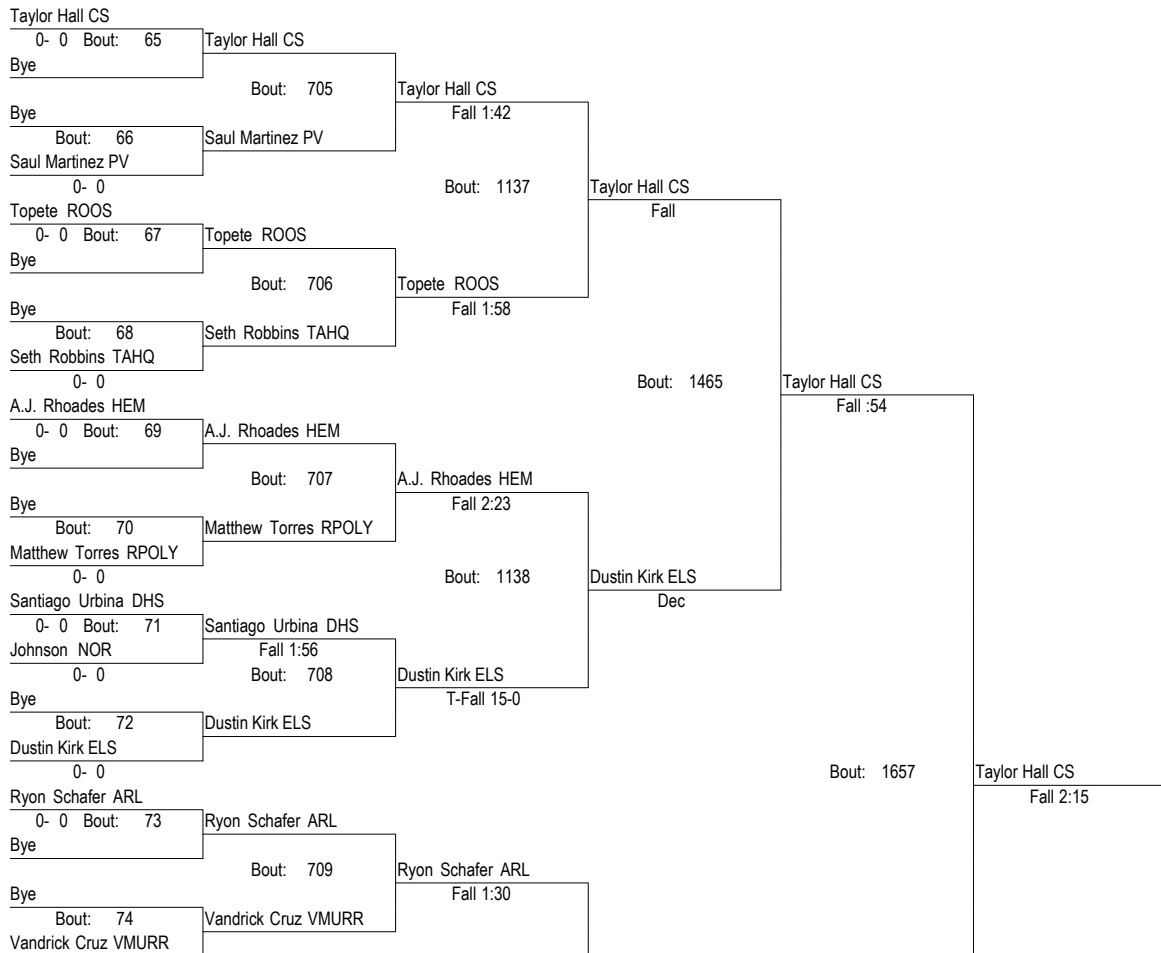 Taylor Hall CS
0- 0 Bout: 65 Taylor Hall CS
Bye
Bout: 705 Taylor Hall CS
Bye Fall 1:42
Bout: 66 Saul Martinez PV
Saul Martinez PV
0- 0 Bout: 1137 Taylor Hall CS
Topete ROOS Fall
0- 0 Bout: 67 Topete ROOS
Bye
Bout: 706 Topete ROOS
Bye Fall 1:58
Bout: 68 Seth Robbins TAHQ
Seth Robbins TAHQ
0- 0 Bout: 1465 Taylor Hall CS
A.J. Rhoades HEM Fall :54
0- 0 Bout: 69 A.J. Rhoades HEM
Bye
Bout: 707 A.J. Rhoades HEM
Bye Fall 2:23
Bout: 70 Matthew Torres RPOLY
Matthew Torres RPOLY
0- 0 Bout: 1138 Dustin Kirk ELS
Santiago Urbina DHS Dec
0- 0 Bout: 71 Santiago Urbina DHS
Johnson NOR Fall 1:56
0- 0 Bout: 708 Dustin Kirk ELS
Bye T-Fall 15-0
Bout: 72 Dustin Kirk ELS
Dustin Kirk ELS
0- 0 Bout: 1657 Taylor Hall CS
Ryon Schafer ARL Fall 2:15
0- 0 Bout: 73 Ryon Schafer ARL
Bye
Bout: 709 Ryon Schafer ARL
Bye Fall 1:30
Bout: 74 Vandrick Cruz VMURR
Vandrick Cruz VMURR